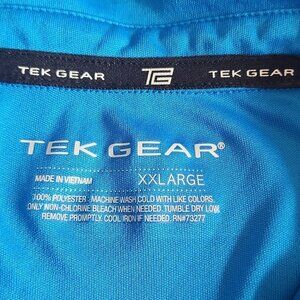 TEK GEAR TG TEK GEAR
TEK GEAR®
MADE IN VIETNAM XXLARGE
100% POLYESTER - MACHINE WASH COLD WITH LIKE COLORS.
ONLY NON-CHLORINE BLEACH WHEN NEEDED. TUMBLE DRY LOW.
REMOVE PROMPTLY. COOL IRON IF NEEDED. RN#73277